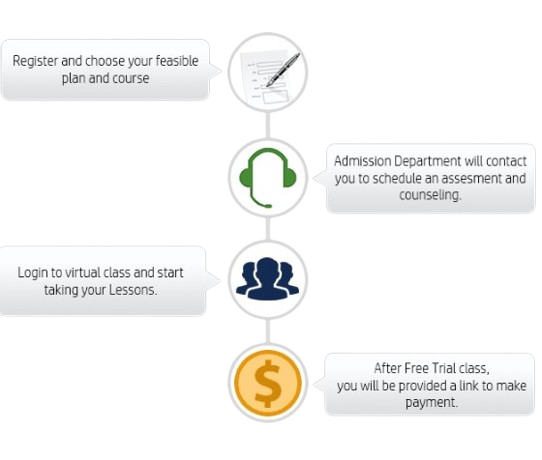 Register and choose your feasible
plan and course
Admission Department will contact
you to schedule an assesment and
counseling.
Login to virtual class and start
taking your Lessons.
$
After Free Trial class,
you will be provided a link to make
payment.